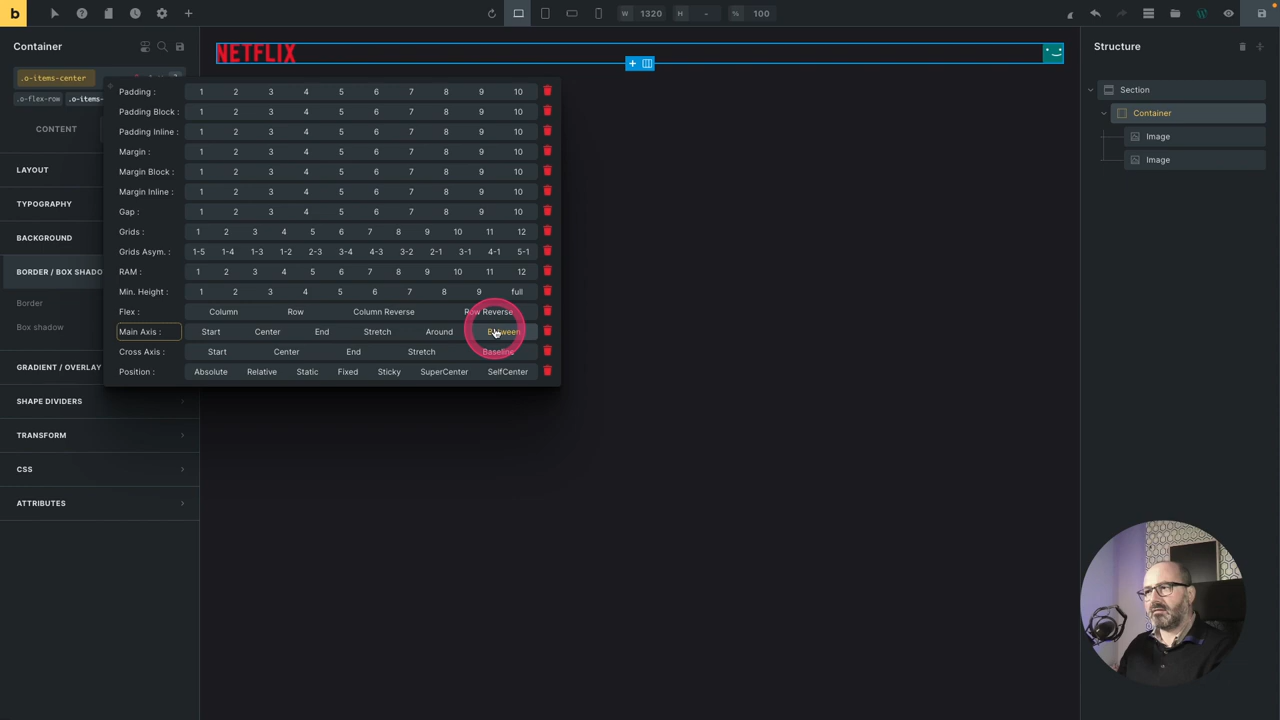 b
W 1320 H - % 100
Container
.o-items-center
.o-flex-row .o-items-
CONTENT
LAYOUT
TYPOGRAPHY
BACKGROUND
BORDER / BOX SHADO
Border
Box shadow
GRADIENT / OVERLAY
SHAPE DIVIDERS
TRANSFORM
CSS
ATTRIBUTES
Padding : 1 2 3 4 5 6 7 8 9 10
Padding Block : 1 2 3 4 5 6 7 8 9 10
Padding Inline : 1 2 3 4 5 6 7 8 9 10
Margin : 1 2 3 4 5 6 7 8 9 10
Margin Block : 1 2 3 4 5 6 7 8 9 10
Margin Inline : 1 2 3 4 5 6 7 8 9 10
Gap : 1 2 3 4 5 6 7 8 9 10
Grids : 1 2 3 4 5 6 7 8 9 10 11 12
Grids Asym. : 1-5 1-4 1-3 1-2 2-3 3-4 4-3 3-2 2-1 3-1 4-1 5-1
RAM : 1 2 3 4 5 6 7 8 9 10 11 12
Min. Height : 1 2 3 4 5 6 7 8 9 full
Flex : Column Row Column Reverse Row Reverse
Main Axis : Start Center End Stretch Around Between
Cross Axis : Start Center End Stretch Baseline
Position : Absolute Relative Static Fixed Sticky SuperCenter SelfCenter
NETFLIX
Structure
Section
Container
Image
Image